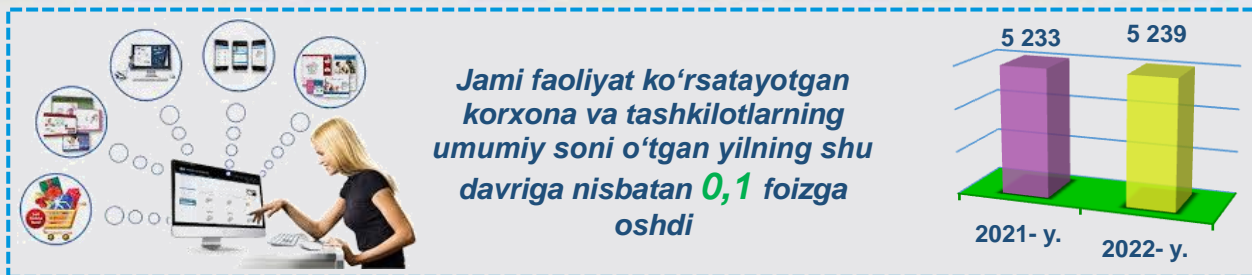 Jami faoliyat ko‘rsatayotgan
korxona va tashkilotlarning
umumiy soni o‘tgan yilning shu
davriga nisbatan 0,1 foizga
oshdi
5 233
5 239
2021- y.
2022- y.